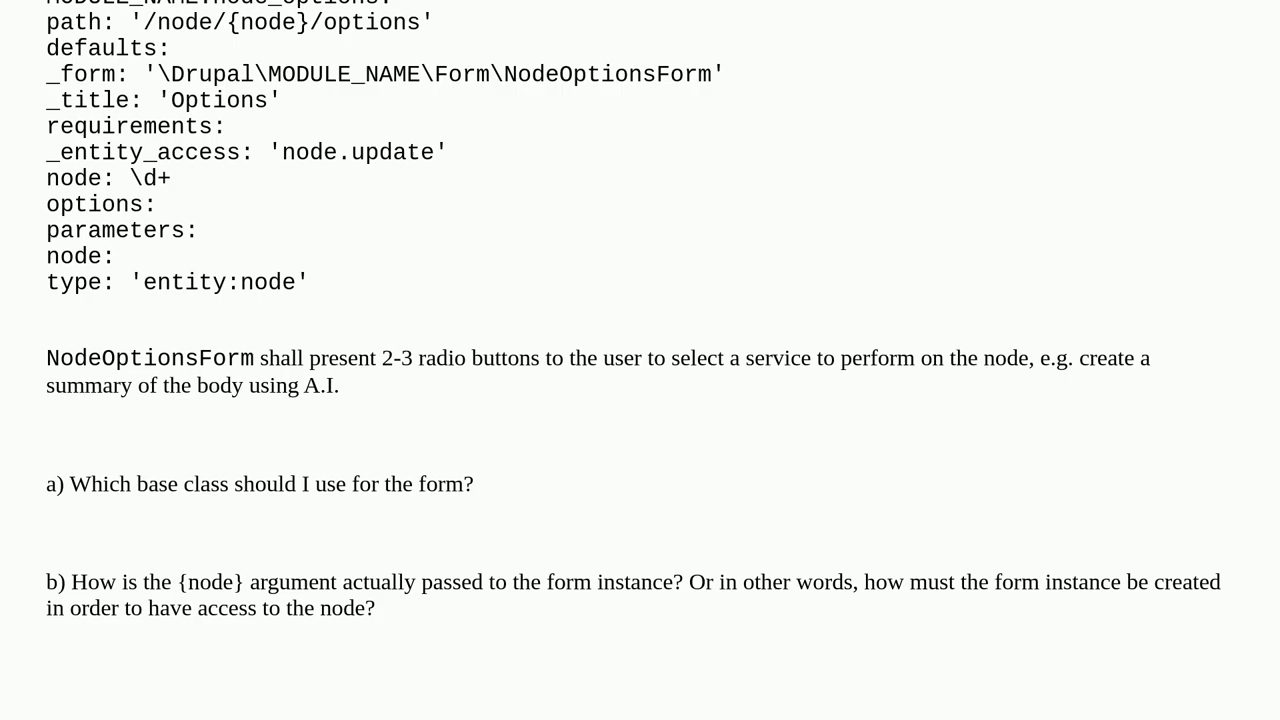 MODULE_NAME.node_options:
path: '/node/{node}/options'
defaults:
_form: '\Drupal\MODULE_NAME\Form\NodeOptionsForm'
_title: 'Options'
requirements:
_entity_access: 'node.update'
node: \d+
options:
parameters:
node:
type: 'entity:node'
NodeOptionsForm shall present 2-3 radio buttons to the user to select a service to perform on the node, e.g. create a
summary of the body using A.I.
a) Which base class should I use for the form?
b) How is the {node} argument actually passed to the form instance? Or in other words, how must the form instance be created
in order to have access to the node?